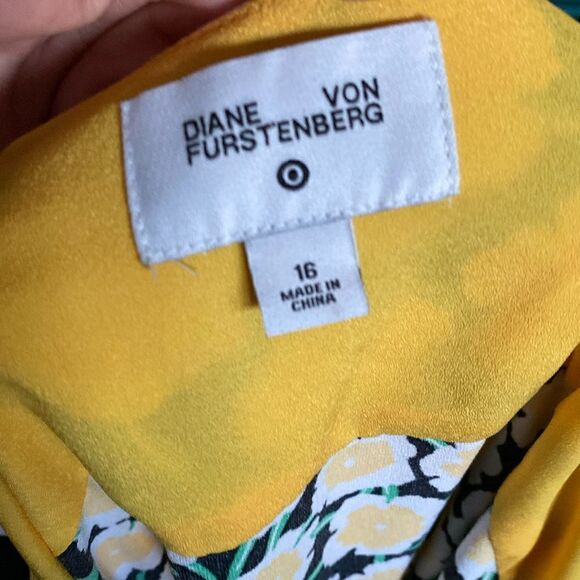 DIANE VON
FURSTENBERG
16
MADE IN
CHINA